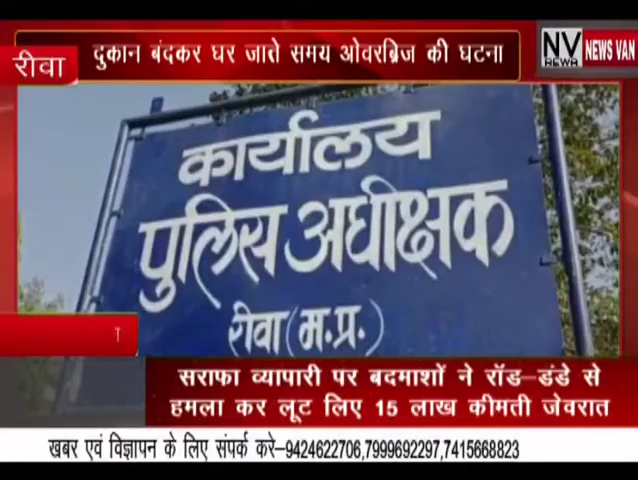 दुकान बंदकर घर जाते समय ओवरब्रिज की घटना
रीवा
NV
REWA
NEWS VAN
कार्यालय
पुलिस अधीक्षक
रीवा (म.प्र.)
सराफा व्यापारी पर बदमाशों ने रॉड–डंडे से
हमला कर लूट लिए 15 लाख कीमती जेवरात
खबर एवं विज्ञापन के लिए संपर्क करे–9424622706,7999692297,7415668823